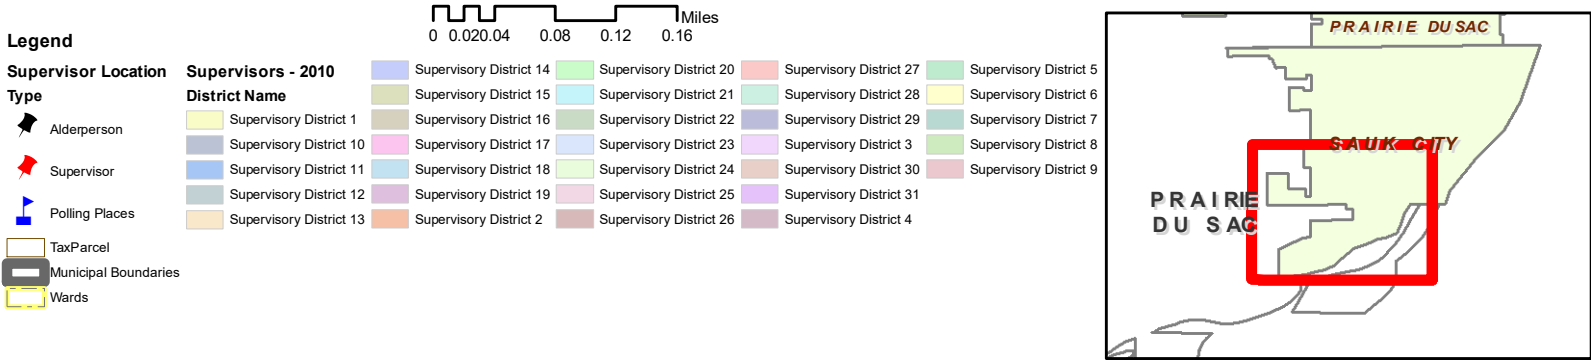 Miles
0 0.02 0.04 0.08 0.12 0.16
Legend
Supervisor Location
Type
Alderperson
Supervisor
Polling Places
TaxParcel
Municipal Boundaries
Wards
Supervisors - 2010
District Name
Supervisory District 1
Supervisory District 10
Supervisory District 11
Supervisory District 12
Supervisory District 13
Supervisory District 14
Supervisory District 15
Supervisory District 16
Supervisory District 17
Supervisory District 18
Supervisory District 19
Supervisory District 2
Supervisory District 20
Supervisory District 21
Supervisory District 22
Supervisory District 23
Supervisory District 24
Supervisory District 25
Supervisory District 26
Supervisory District 27
Supervisory District 28
Supervisory District 29
Supervisory District 3
Supervisory District 30
Supervisory District 31
Supervisory District 4
Supervisory District 5
Supervisory District 6
Supervisory District 7
Supervisory District 8
Supervisory District 9
PRAIRIE DU SAC
SAUK CITY
PRAIRIE
DU SAC